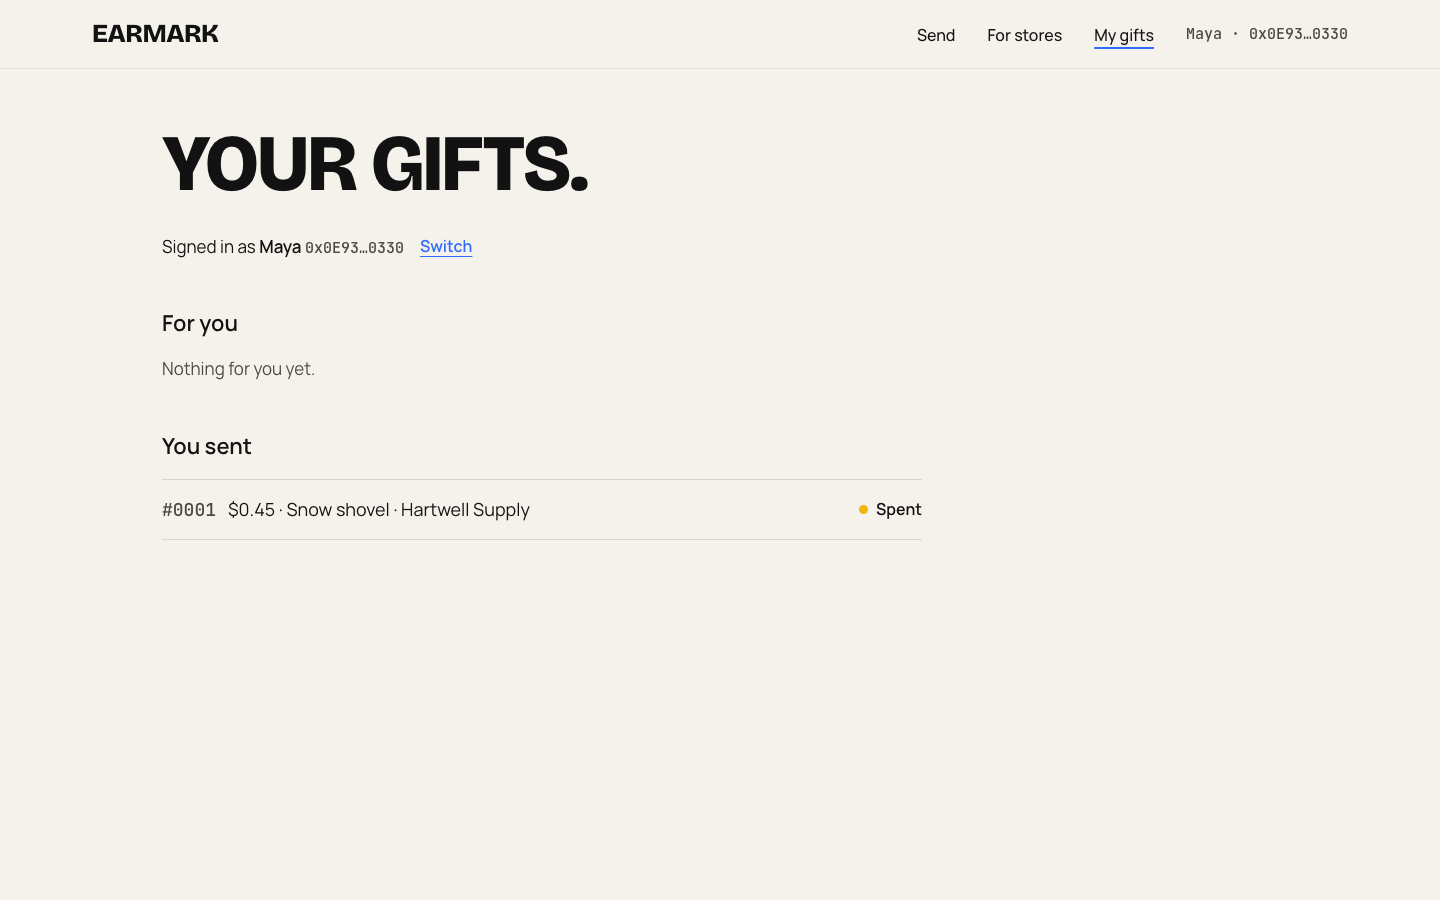 EARMARK
Send For stores My gifts Maya · 0x0E93…0330
YOUR GIFTS.
Signed in as Maya 0x0E93…0330 Switch
For you
Nothing for you yet.
You sent
#0001 $0.45 · Snow shovel · Hartwell Supply Spent